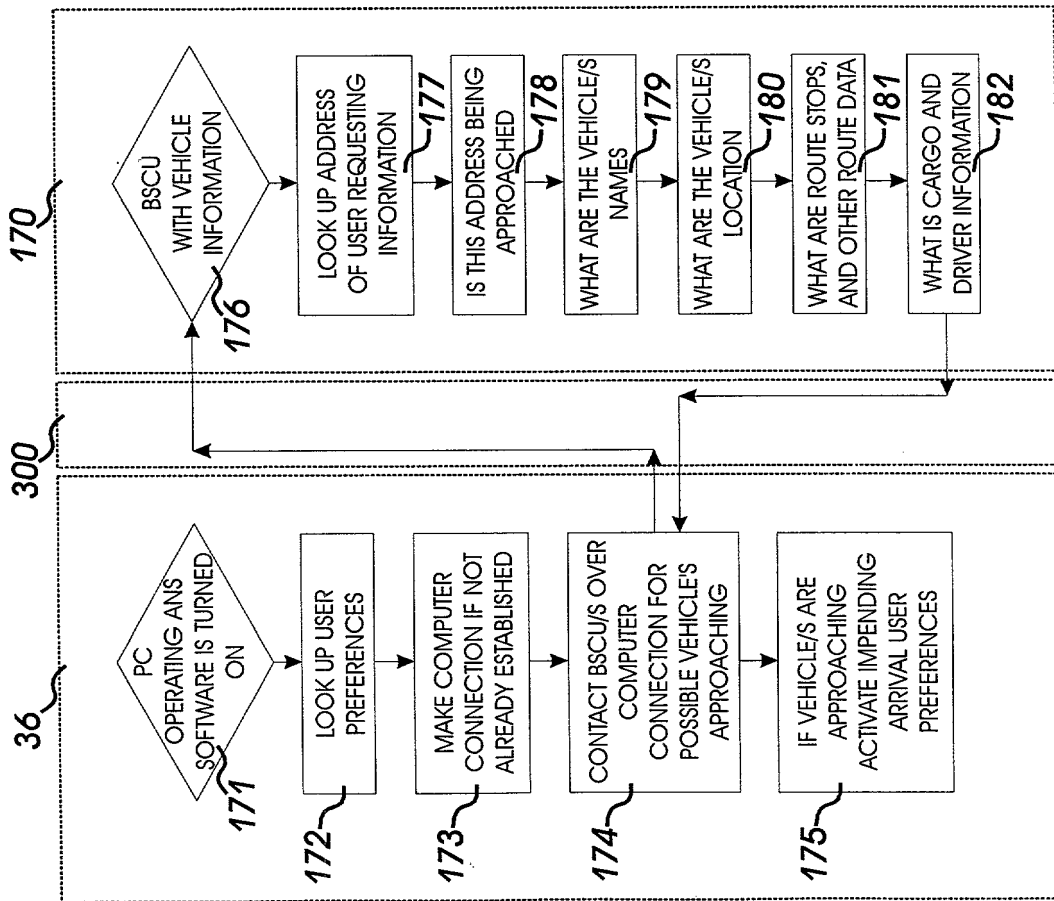 36
PC
OPERATING ANS
SOFTWARE IS TURNED
ON
171
LOOK UP USER
PREFERENCES
172
MAKE COMPUTER
CONNECTION IF NOT
ALREADY ESTABLISHED
173
CONTACT BSCU/S OVER
COMPUTER
CONNECTION FOR
POSSIBLE VEHICLE'S
APPROACHING
174
IF VEHICLE/S ARE
APPROACHING
ACTIVATE IMPENDING
ARRIVAL USER
PREFERENCES
175
300
170
BSCU
WITH VEHICLE
INFORMATION
176
LOOK UP ADDRESS
OF USER REQUESTING
INFORMATION
177
IS THIS ADDRESS BEING
APPROACHED
178
WHAT ARE THE VEHICLE/S
NAMES
179
WHAT ARE THE VEHICLE/S
LOCATION
180
WHAT ARE ROUTE STOPS,
AND OTHER ROUTE DATA
181
WHAT IS CARGO AND
DRIVER INFORMATION
182